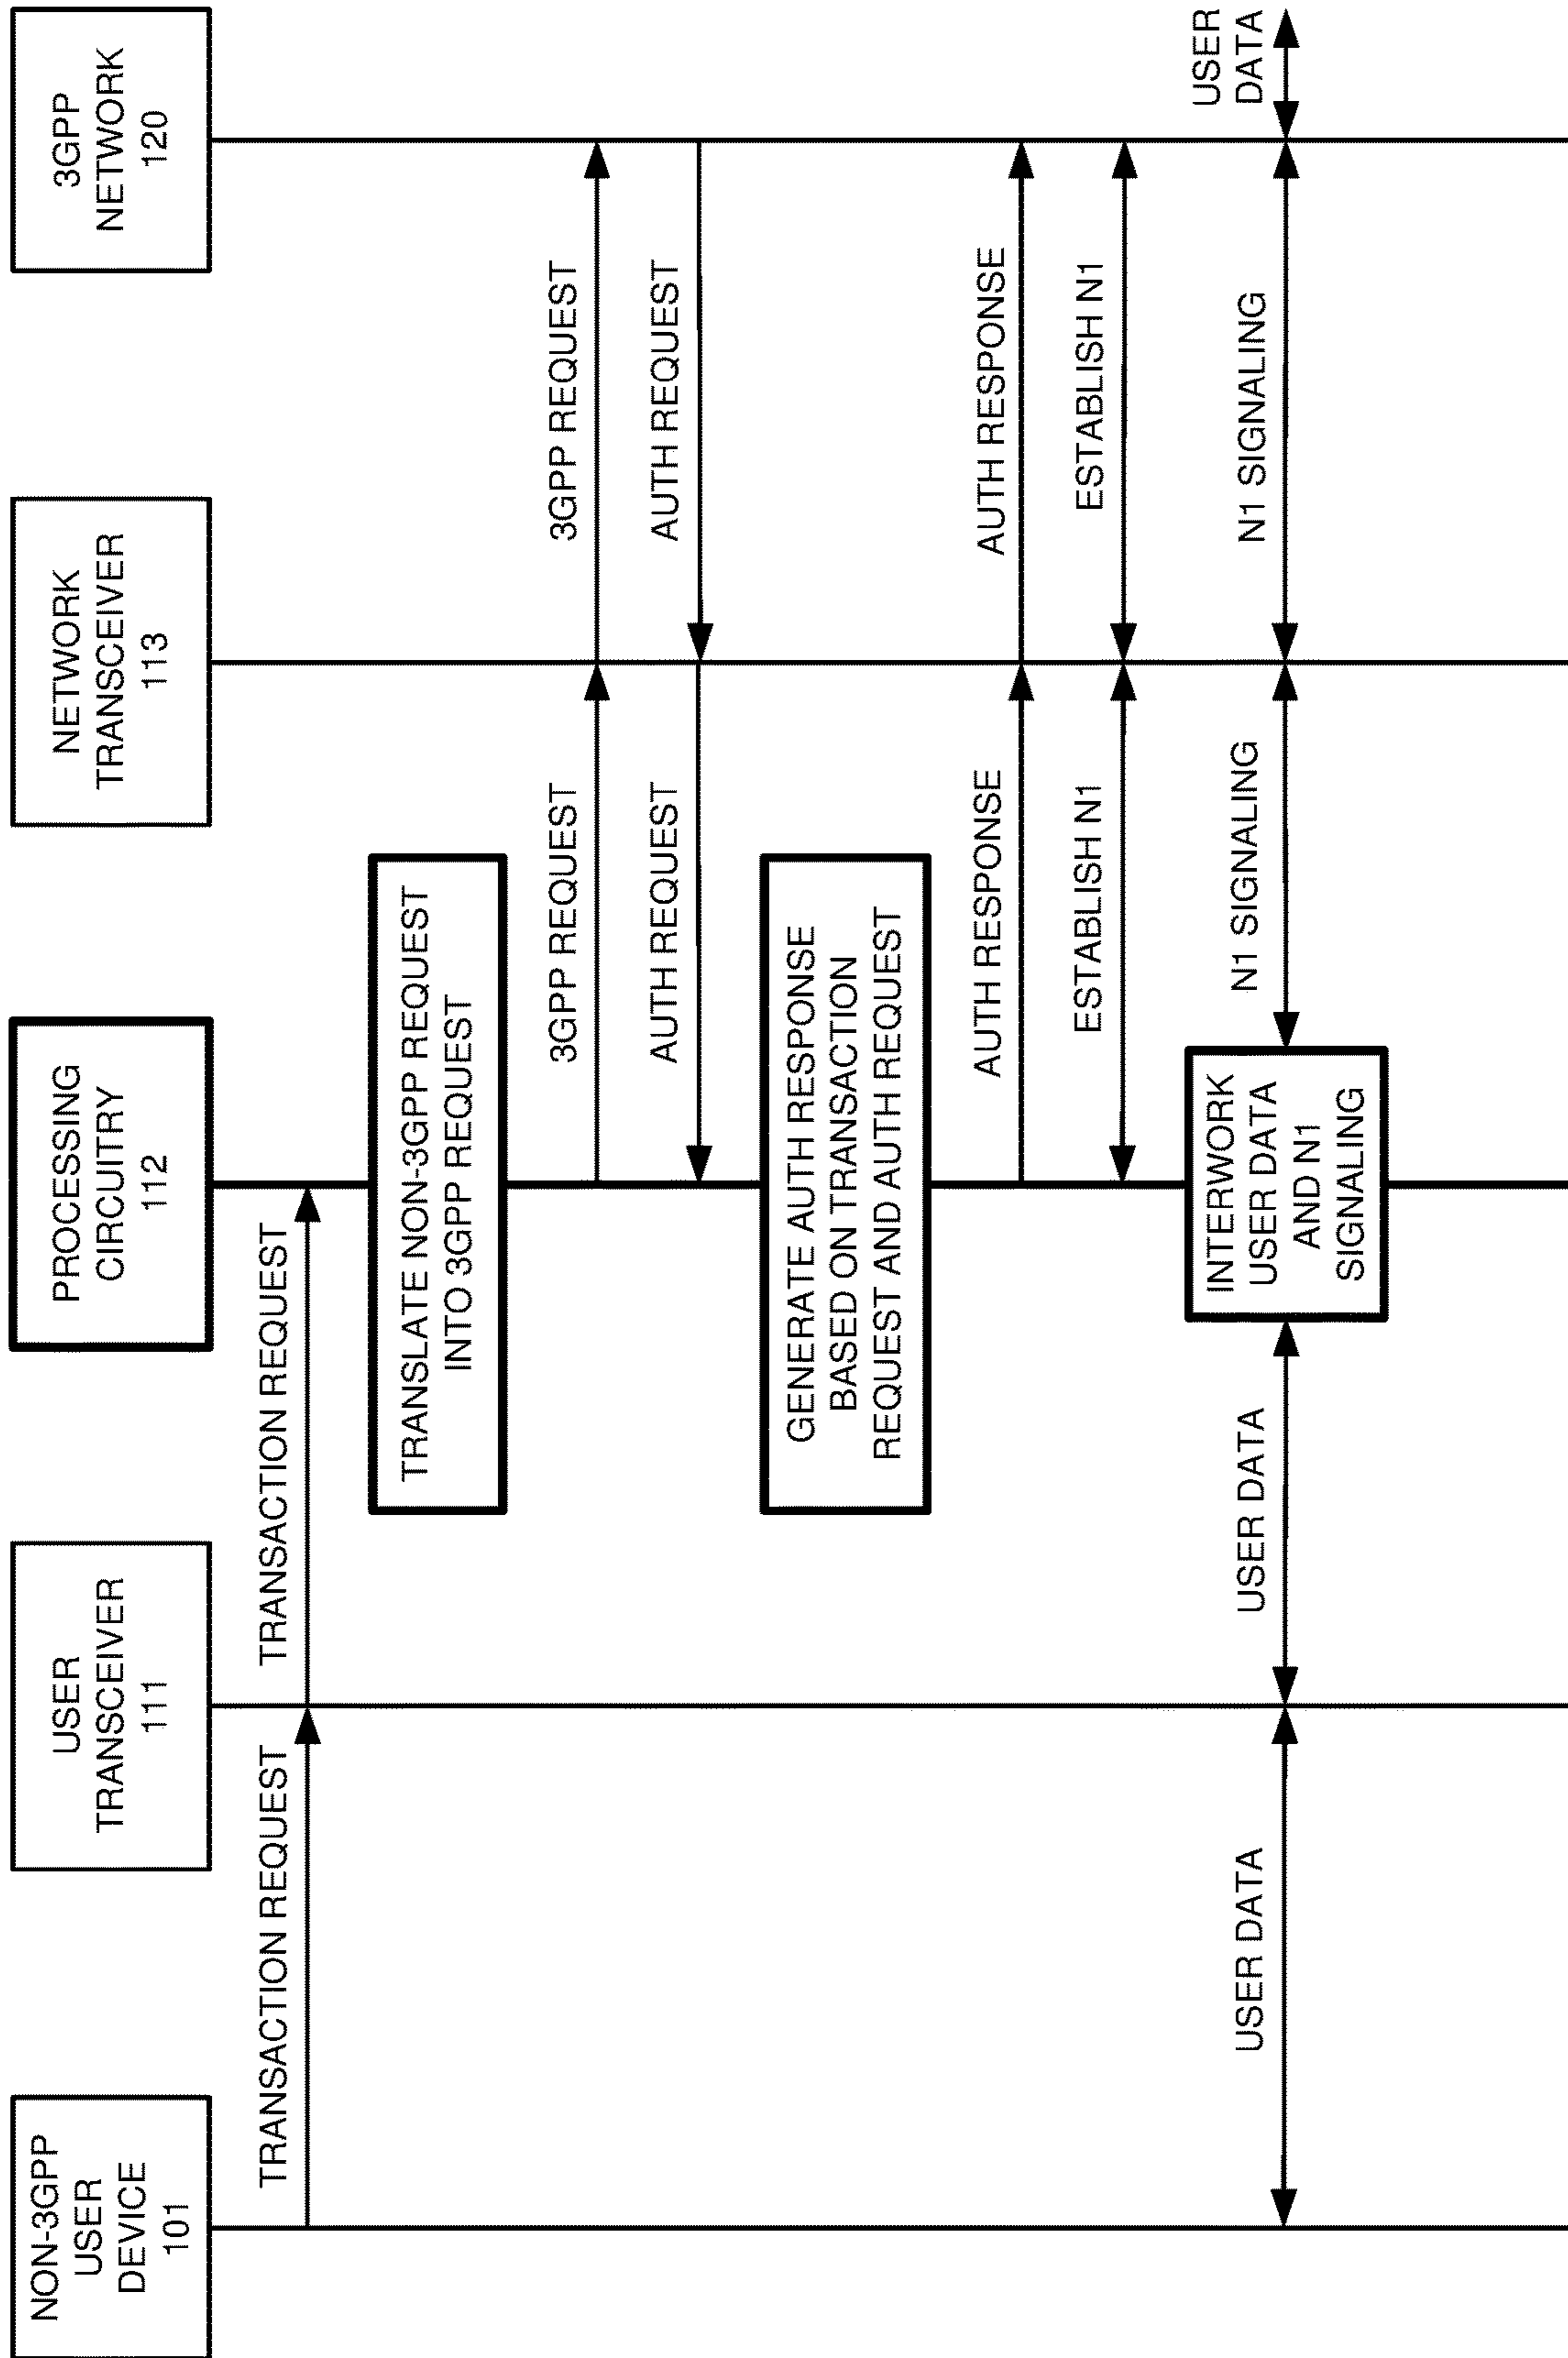 NON-3GPP
USER
DEVICE
101
USER
TRANSCEIVER
111
PROCESSING
CIRCUITRY
112
NETWORK
TRANSCEIVER
113
3GPP
NETWORK
120
TRANSACTION REQUEST
TRANSACTION REQUEST
TRANSLATE NON-3GPP REQUEST
INTO 3GPP REQUEST
3GPP REQUEST
3GPP REQUEST
AUTH REQUEST
AUTH REQUEST
GENERATE AUTH RESPONSE
BASED ON TRANSACTION
REQUEST AND AUTH REQUEST
AUTH RESPONSE
AUTH RESPONSE
ESTABLISH N1
ESTABLISH N1
USER DATA
USER DATA
INTERWORK
USER DATA
AND N1
SIGNALING
N1 SIGNALING
N1 SIGNALING
USER
DATA